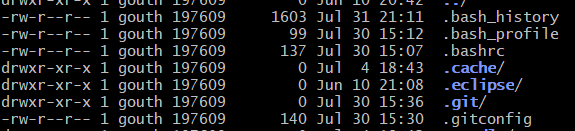 drwxr-xr-x 1 gouth 197609 0 Jun 10 20:42 ../
-rw-r--r-- 1 gouth 197609 1603 Jul 31 21:11 .bash_history
-rw-r--r-- 1 gouth 197609 99 Jul 30 15:12 .bash_profile
-rw-r--r-- 1 gouth 197609 137 Jul 30 15:07 .bashrc
drwxr-xr-x 1 gouth 197609 0 Jul 4 18:43 .cache/
drwxr-xr-x 1 gouth 197609 0 Jun 10 21:08 .eclipse/
drwxr-xr-x 1 gouth 197609 0 Jul 30 15:36 .git/
-rw-r--r-- 1 gouth 197609 140 Jul 30 15:30 .gitconfig